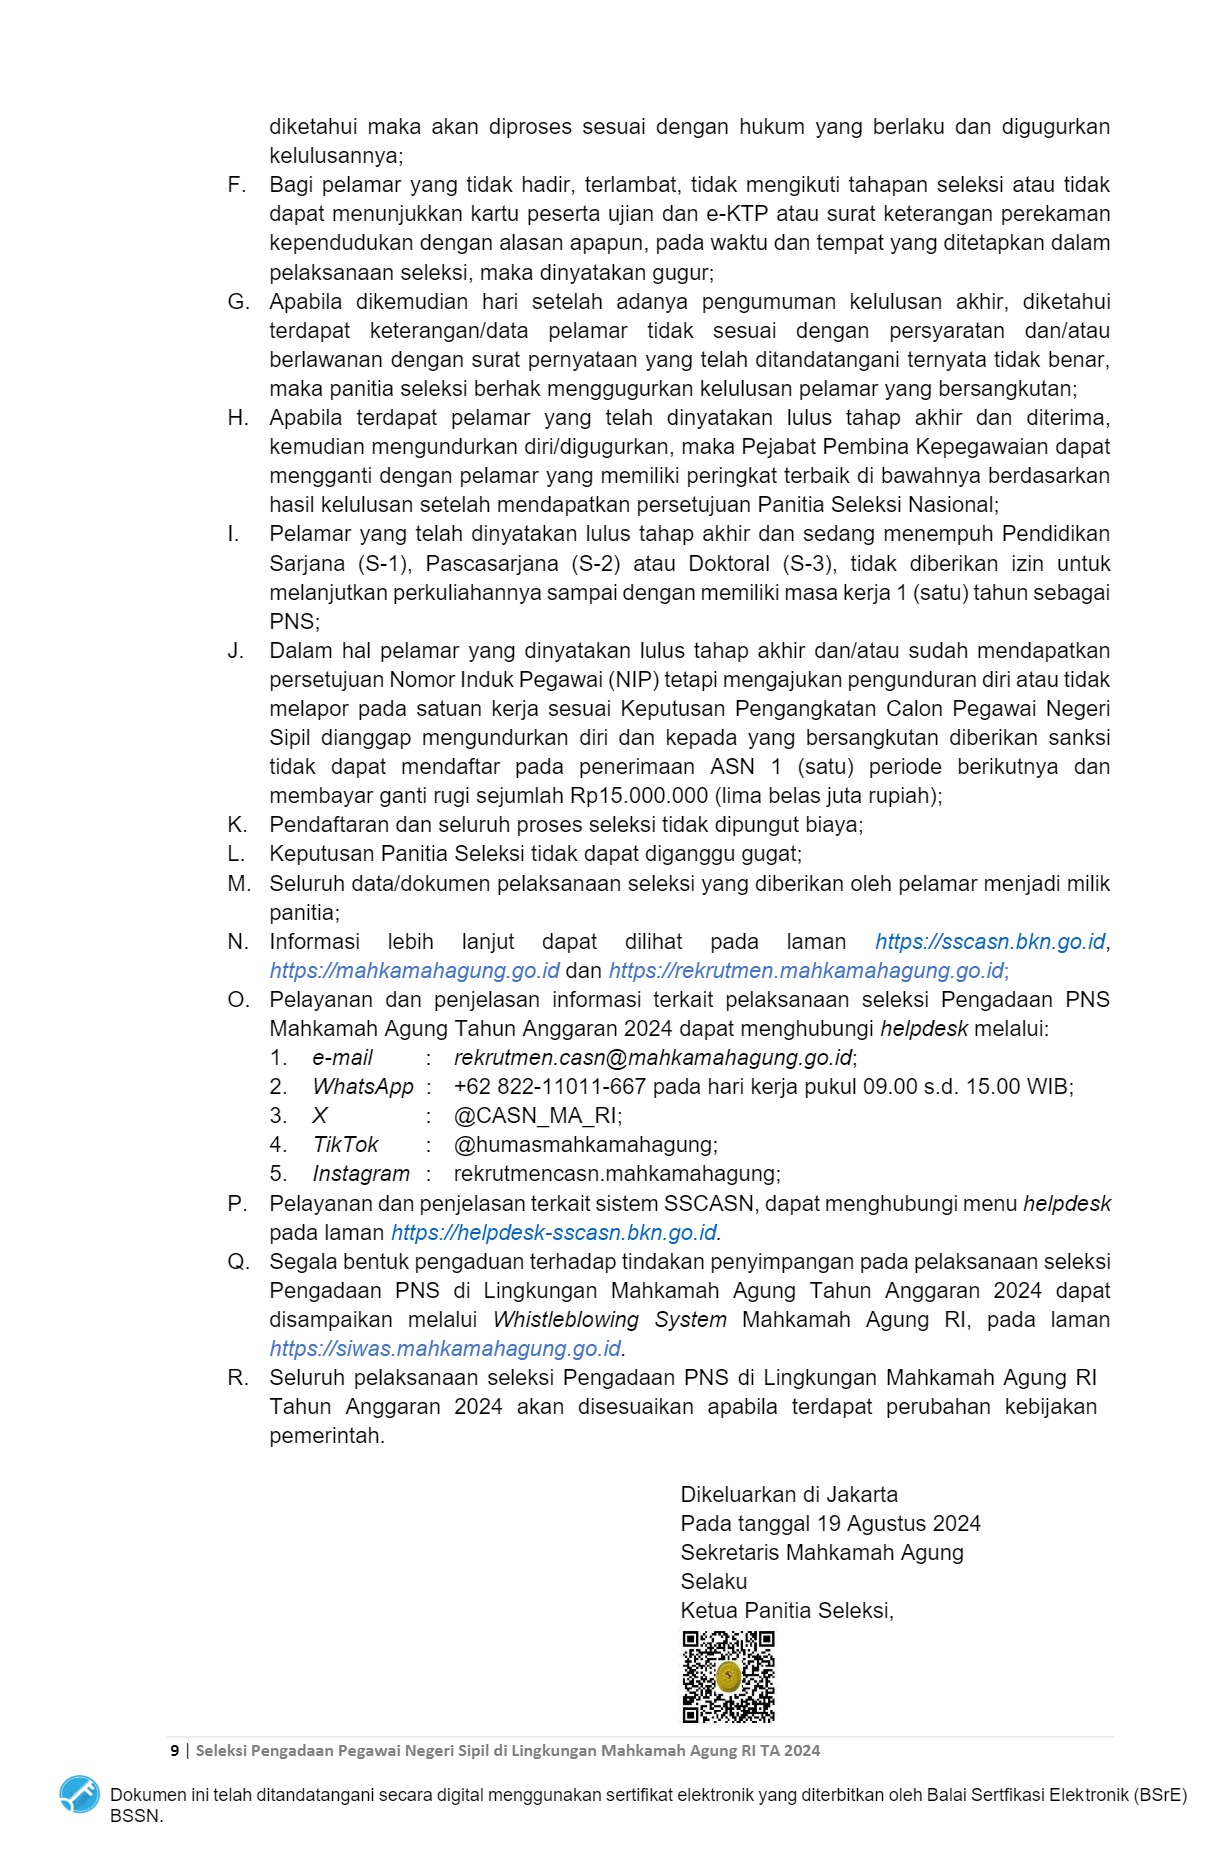 diketahui maka akan diproses sesuai dengan hukum yang berlaku dan digugurkan
kelulusannya;
F. Bagi pelamar yang tidak hadir, terlambat, tidak mengikuti tahapan seleksi atau tidak
dapat menunjukkan kartu peserta ujian dan e-KTP atau surat keterangan perekaman
kependudukan dengan alasan apapun, pada waktu dan tempat yang ditetapkan dalam
pelaksanaan seleksi, maka dinyatakan gugur;
G. Apabila dikemudian hari setelah adanya pengumuman kelulusan akhir, diketahui
terdapat keterangan/data pelamar tidak sesuai dengan persyaratan dan/atau
berlawanan dengan surat pernyataan yang telah ditandatangani ternyata tidak benar,
maka panitia seleksi berhak menggugurkan kelulusan pelamar yang bersangkutan;
H. Apabila terdapat pelamar yang telah dinyatakan lulus tahap akhir dan diterima,
kemudian mengundurkan diri/digugurkan, maka Pejabat Pembina Kepegawaian dapat
mengganti dengan pelamar yang memiliki peringkat terbaik di bawahnya berdasarkan
hasil kelulusan setelah mendapatkan persetujuan Panitia Seleksi Nasional;
I. Pelamar yang telah dinyatakan lulus tahap akhir dan sedang menempuh Pendidikan
Sarjana (S-1), Pascasarjana (S-2) atau Doktoral (S-3), tidak diberikan izin untuk
melanjutkan perkuliahannya sampai dengan memiliki masa kerja 1 (satu) tahun sebagai
PNS;
J. Dalam hal pelamar yang dinyatakan lulus tahap akhir dan/atau sudah mendapatkan
persetujuan Nomor Induk Pegawai (NIP) tetapi mengajukan pengunduran diri atau tidak
melapor pada satuan kerja sesuai Keputusan Pengangkatan Calon Pegawai Negeri
Sipil dianggap mengundurkan diri dan kepada yang bersangkutan diberikan sanksi
tidak dapat mendaftar pada penerimaan ASN 1 (satu) periode berikutnya dan
membayar ganti rugi sejumlah Rp15.000.000 (lima belas juta rupiah);
K. Pendaftaran dan seluruh proses seleksi tidak dipungut biaya;
L. Keputusan Panitia Seleksi tidak dapat diganggu gugat;
M. Seluruh data/dokumen pelaksanaan seleksi yang diberikan oleh pelamar menjadi milik
panitia;
N. Informasi lebih lanjut dapat dilihat pada laman https://sscasn.bkn.go.id,
https://mahkamahagung.go.id dan https://rekrutmen.mahkamahagung.go.id;
O. Pelayanan dan penjelasan informasi terkait pelaksanaan seleksi Pengadaan PNS
Mahkamah Agung Tahun Anggaran 2024 dapat menghubungi helpdesk melalui:
1. e-mail : rekrutmen.casn@mahkamahagung.go.id;
2. WhatsApp : +62 822-11011-667 pada hari kerja pukul 09.00 s.d. 15.00 WIB;
3. X : @CASN_MA_RI;
4. TikTok : @humasmahkamahagung;
5. Instagram : rekrutmencasn.mahkamahagung;
P. Pelayanan dan penjelasan terkait sistem SSCASN, dapat menghubungi menu helpdesk
pada laman https://helpdesk-sscasn.bkn.go.id.
Q. Segala bentuk pengaduan terhadap tindakan penyimpangan pada pelaksanaan seleksi
Pengadaan PNS di Lingkungan Mahkamah Agung Tahun Anggaran 2024 dapat
disampaikan melalui Whistleblowing System Mahkamah Agung RI, pada laman
https://siwas.mahkamahagung.go.id.
R. Seluruh pelaksanaan seleksi Pengadaan PNS di Lingkungan Mahkamah Agung RI
Tahun Anggaran 2024 akan disesuaikan apabila terdapat perubahan kebijakan
pemerintah.
Dikeluarkan di Jakarta
Pada tanggal 19 Agustus 2024
Sekretaris Mahkamah Agung
Selaku
Ketua Panitia Seleksi,
9 | Seleksi Pengadaan Pegawai Negeri Sipil di Lingkungan Mahkamah Agung RI TA 2024
Dokumen ini telah ditandatangani secara digital menggunakan sertifikat elektronik yang diterbitkan oleh Balai Sertfikasi Elektronik (BSrE)
BSSN.